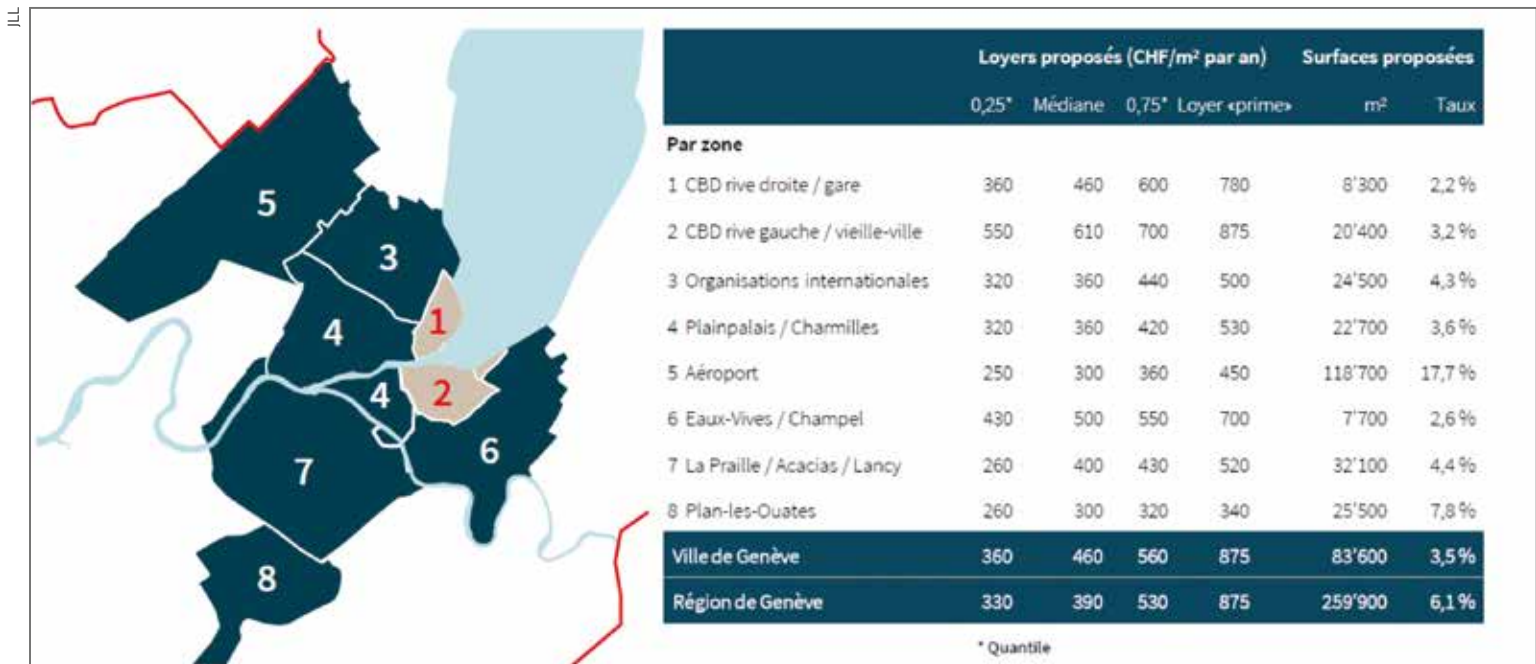 JLL
5
3
4
1
4
2
6
7
8
Loyers proposés (CHF/m² par an) Surfaces proposées
0,25* Médiane 0,75* Loyer «prime» m² Taux
Par zone
1 CBD rive droite / gare 360 460 600 780 8'300 2,2 %
2 CBD rive gauche / vieille-ville 550 610 700 875 20'400 3,2 %
3 Organisations internationales 320 360 440 500 24'500 4,3 %
4 Plainpalais / Charmilles 320 360 420 530 22'700 3,6 %
5 Aéroport 250 300 360 450 118'700 17,7 %
6 Eaux-Vives / Champel 430 500 550 700 7'700 2,6 %
7 La Praille / Acacias / Lancy 260 400 430 520 32'100 4,4 %
8 Plan-les-Ouates 260 300 320 340 25'500 7,8 %
Ville de Genève 360 460 560 875 83'600 3,5 %
Région de Genève 330 390 530 875 259'900 6,1 %
* Quantile